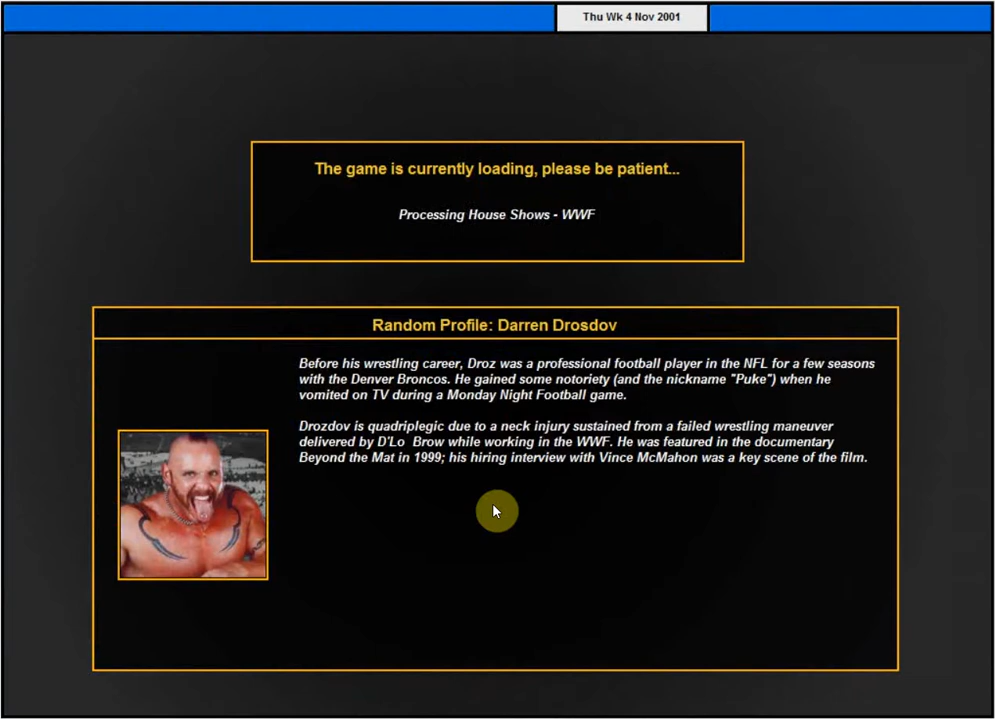 Thu Wk 4 Nov 2001
The game is currently loading, please be patient...
Processing House Shows - WWF
Random Profile: Darren Drosdov
Before his wrestling career, Droz was a professional football player in the NFL for a few seasons
with the Denver Broncos. He gained some notoriety (and the nickname "Puke") when he
vomited on TV during a Monday Night Football game.
Drozdov is quadriplegic due to a neck injury sustained from a failed wrestling maneuver
delivered by D'Lo Brow while working in the WWF. He was featured in the documentary
Beyond the Mat in 1999; his hiring interview with Vince McMahon was a key scene of the film.